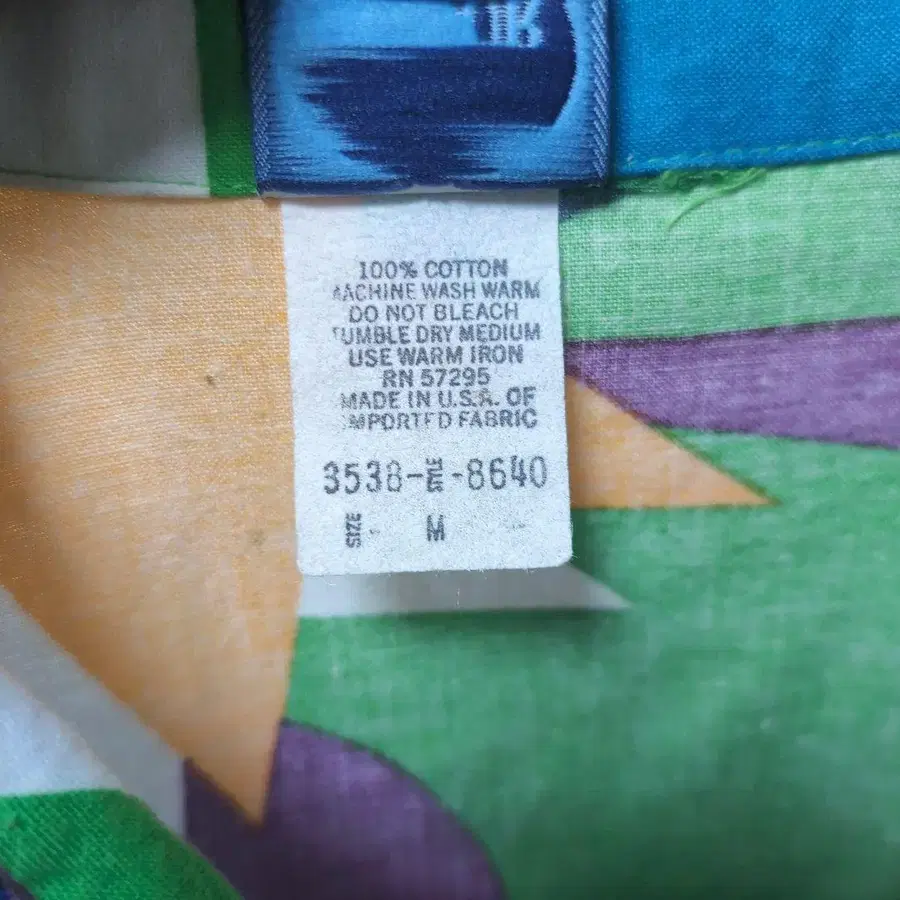 100% COTTON
MACHINE WASH WARM
DO NOT BLEACH
TUMBLE DRY MEDIUM
USE WARM IRON
RN 57295
MADE IN U.S.A. OF
IMPORTED FABRIC
3538-STYLE-8640
SIZE M